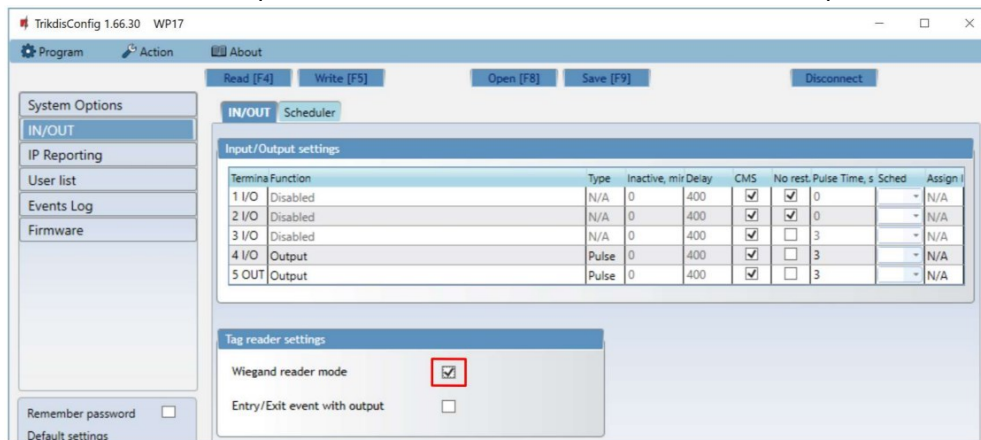 TrikdisConfig 1.66.30 WP17
Program Action About
Read [F4] Write [F5] Open [F8] Save [F9] Disconnect
System Options
IN/OUT
IP Reporting
User list
Events Log
Firmware
IN/OUT Scheduler
Input/Output settings
Termina Function Type Inactive, mir Delay CMS No rest. Pulse Time, s Sched Assign I
1 I/O Disabled N/A 0 400 0 N/A
2 I/O Disabled N/A 0 400 0 N/A
3 I/O Disabled N/A 0 400 3 N/A
4 I/O Output Pulse 0 400 3 N/A
5 OUT Output Pulse 0 400 3 N/A
Tag reader settings
Wiegand reader mode
Entry/Exit event with output
Remember password
Default settings